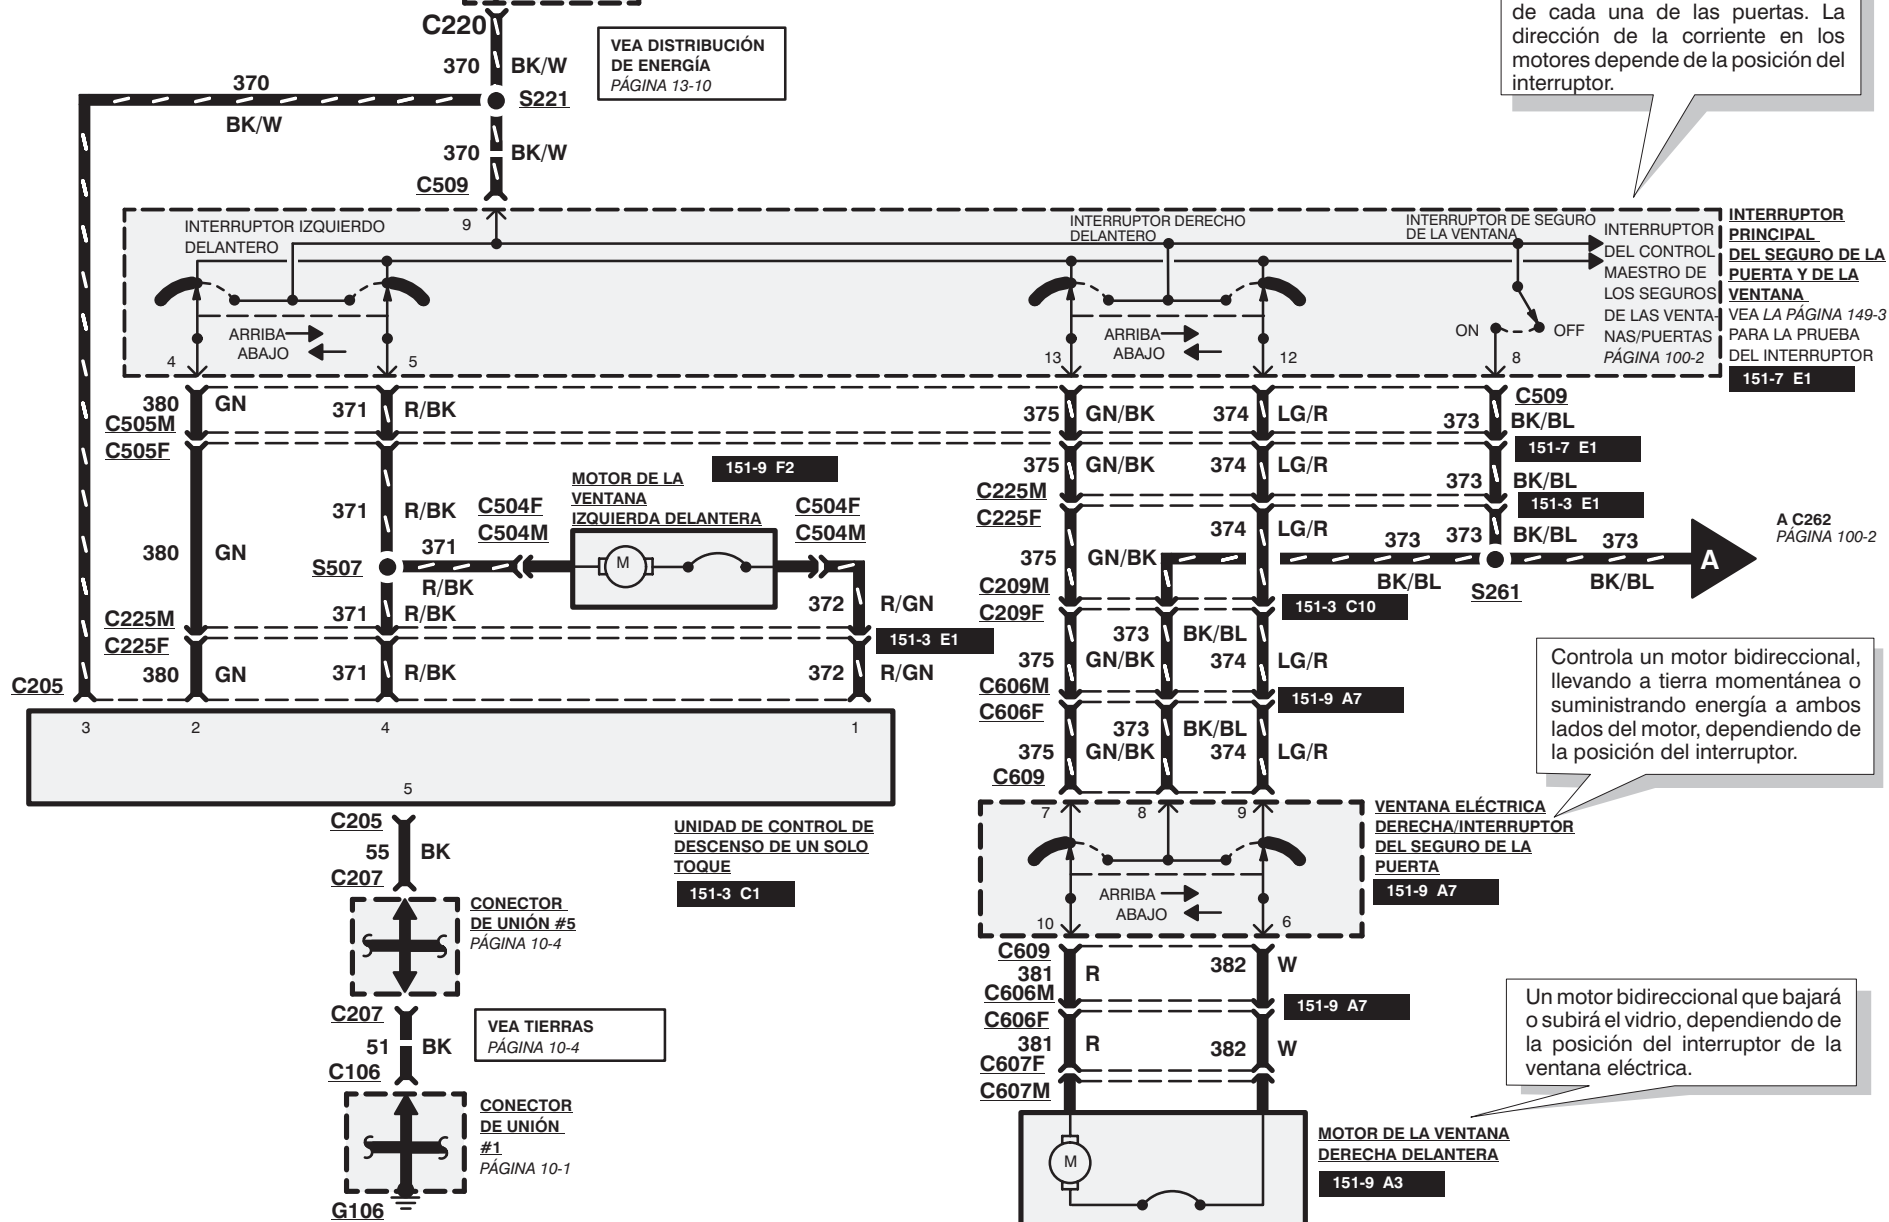 de cada una de las puertas. La
dirección de la corriente en los
motores depende de la posición del
interruptor.
C220
VEA DISTRIBUCIÓN
DE ENERGÍA
PÁGINA 13-10
370 BK/W
370
S221
BK/W
370 BK/W
C509
INTERRUPTOR IZQUIERDO
DELANTERO
9
INTERRUPTOR DERECHO
DELANTERO
INTERRUPTOR DE SEGURO
DE LA VENTANA
INTERRUPTOR
DEL CONTROL
MAESTRO DE
LOS SEGUROS
DE LAS VENTA-
NAS/PUERTAS
PÁGINA 100-2
INTERRUPTOR
PRINCIPAL
DEL SEGURO DE LA
PUERTA Y DE LA
VENTANA
VEA LA PÁGINA 149-3
PARA LA PRUEBA
DEL INTERRUPTOR
151-7 E1
ARRIBA
ABAJO
ARRIBA
ABAJO
ON OFF
4 5 13 12 8
380 GN
371 R/BK
375 GN/BK
374 LG/R
C509
373 BK/BL
C505M
C505F
151-7 E1
375 GN/BK
374 LG/R
373 BK/BL
C225M
C225F
151-3 E1
151-9 F2
MOTOR DE LA
VENTANA
IZQUIERDA DELANTERA
C504F
C504M
C504F
C504M
M
371 R/BK
380 GN
S507
371
R/BK
372 R/GN
374 LG/R
375 GN/BK
373
BK/BL
373 BK/BL
373
BK/BL
S261
A
A C262
PÁGINA 100-2
C209M
C209F
151-3 C10
371 R/BK
C225M
C225F
151-3 E1
380 GN
371 R/BK
372 R/GN
C205
373 BK/BL
375 GN/BK
374 LG/R
C606M
C606F
151-9 A7
373 BK/BL
375 GN/BK
374 LG/R
C609
Controla un motor bidireccional,
llevando a tierra momentánea o
suministrando energía a ambos
lados del motor, dependiendo de
la posición del interruptor.
3 2 4 1
5
C205
55 BK
C207
UNIDAD DE CONTROL DE
DESCENSO DE UN SOLO
TOQUE
151-3 C1
7 8 9
ARRIBA
ABAJO
10 6
VENTANA ELÉCTRICA
DERECHA/INTERRUPTOR
DEL SEGURO DE LA
PUERTA
151-9 A7
CONECTOR
DE UNIÓN #5
PÁGINA 10-4
C207
51 BK
C106
VEA TIERRAS
PÁGINA 10-4
CONECTOR
DE UNIÓN
#1
PÁGINA 10-1
G106
C609
381 R
382 W
C606M
C606F
151-9 A7
381 R
382 W
C607F
C607M
Un motor bidireccional que bajará
o subirá el vidrio, dependiendo de
la posición del interruptor de la
ventana eléctrica.
M
MOTOR DE LA VENTANA
DERECHA DELANTERA
151-9 A3